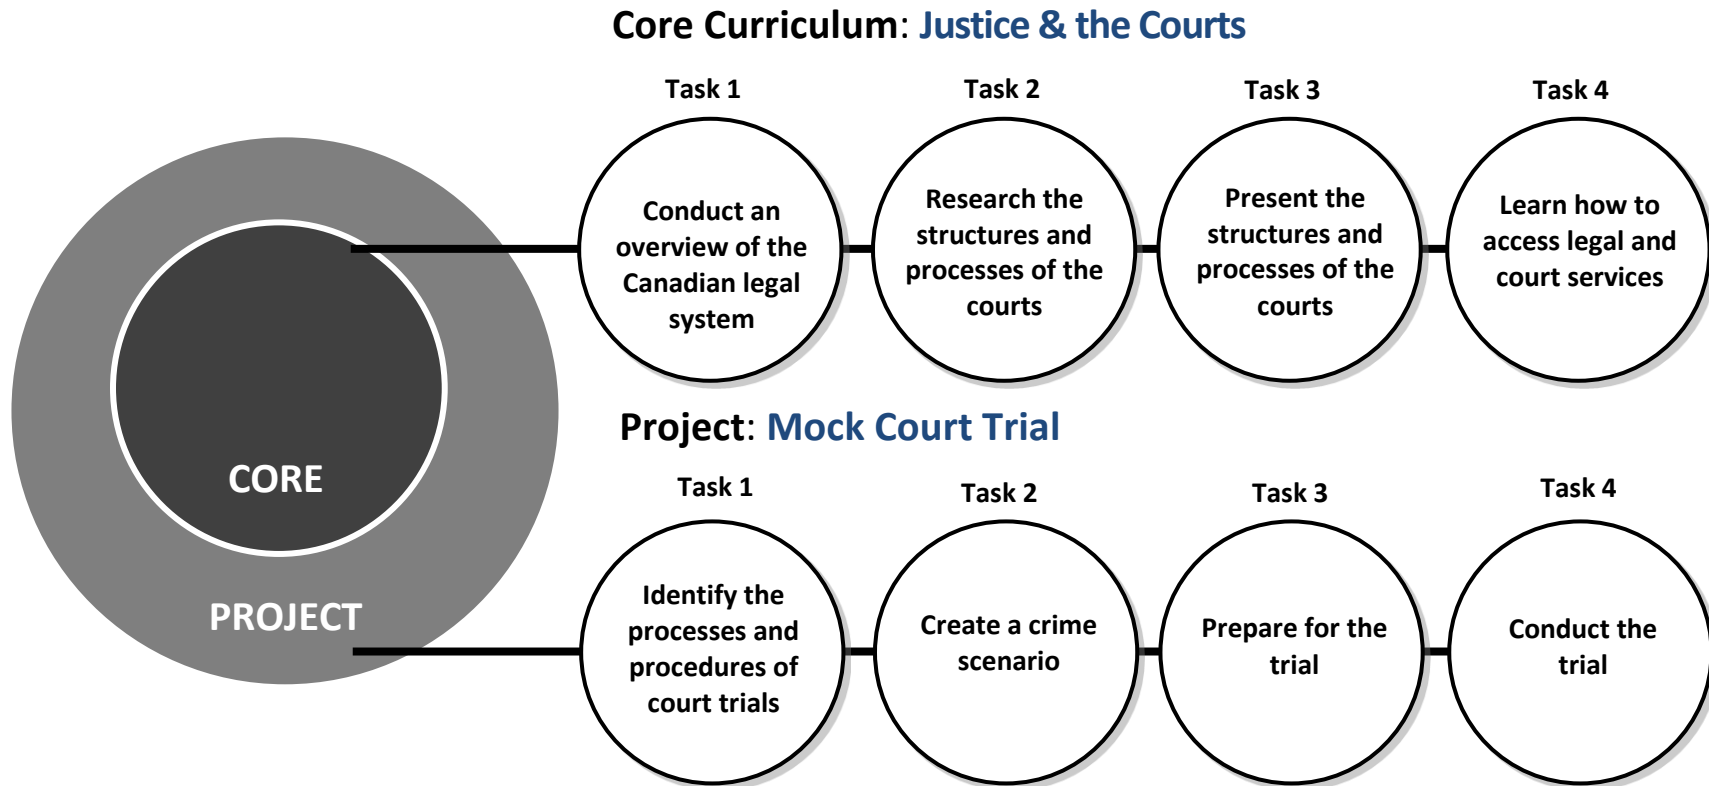 Core Curriculum: Justice & the Courts
Task 1
Task 2
Task 3
Task 4
Conduct an
overview of the
Canadian legal
system
Research the
structures and
processes of the
courts
Present the
structures and
processes of the
courts
Learn how to
access legal and
court services
CORE
PROJECT
Project: Mock Court Trial
Task 1
Task 2
Task 3
Task 4
Identify the
processes and
procedures of
court trials
Create a crime
scenario
Prepare for the
trial
Conduct the
trial